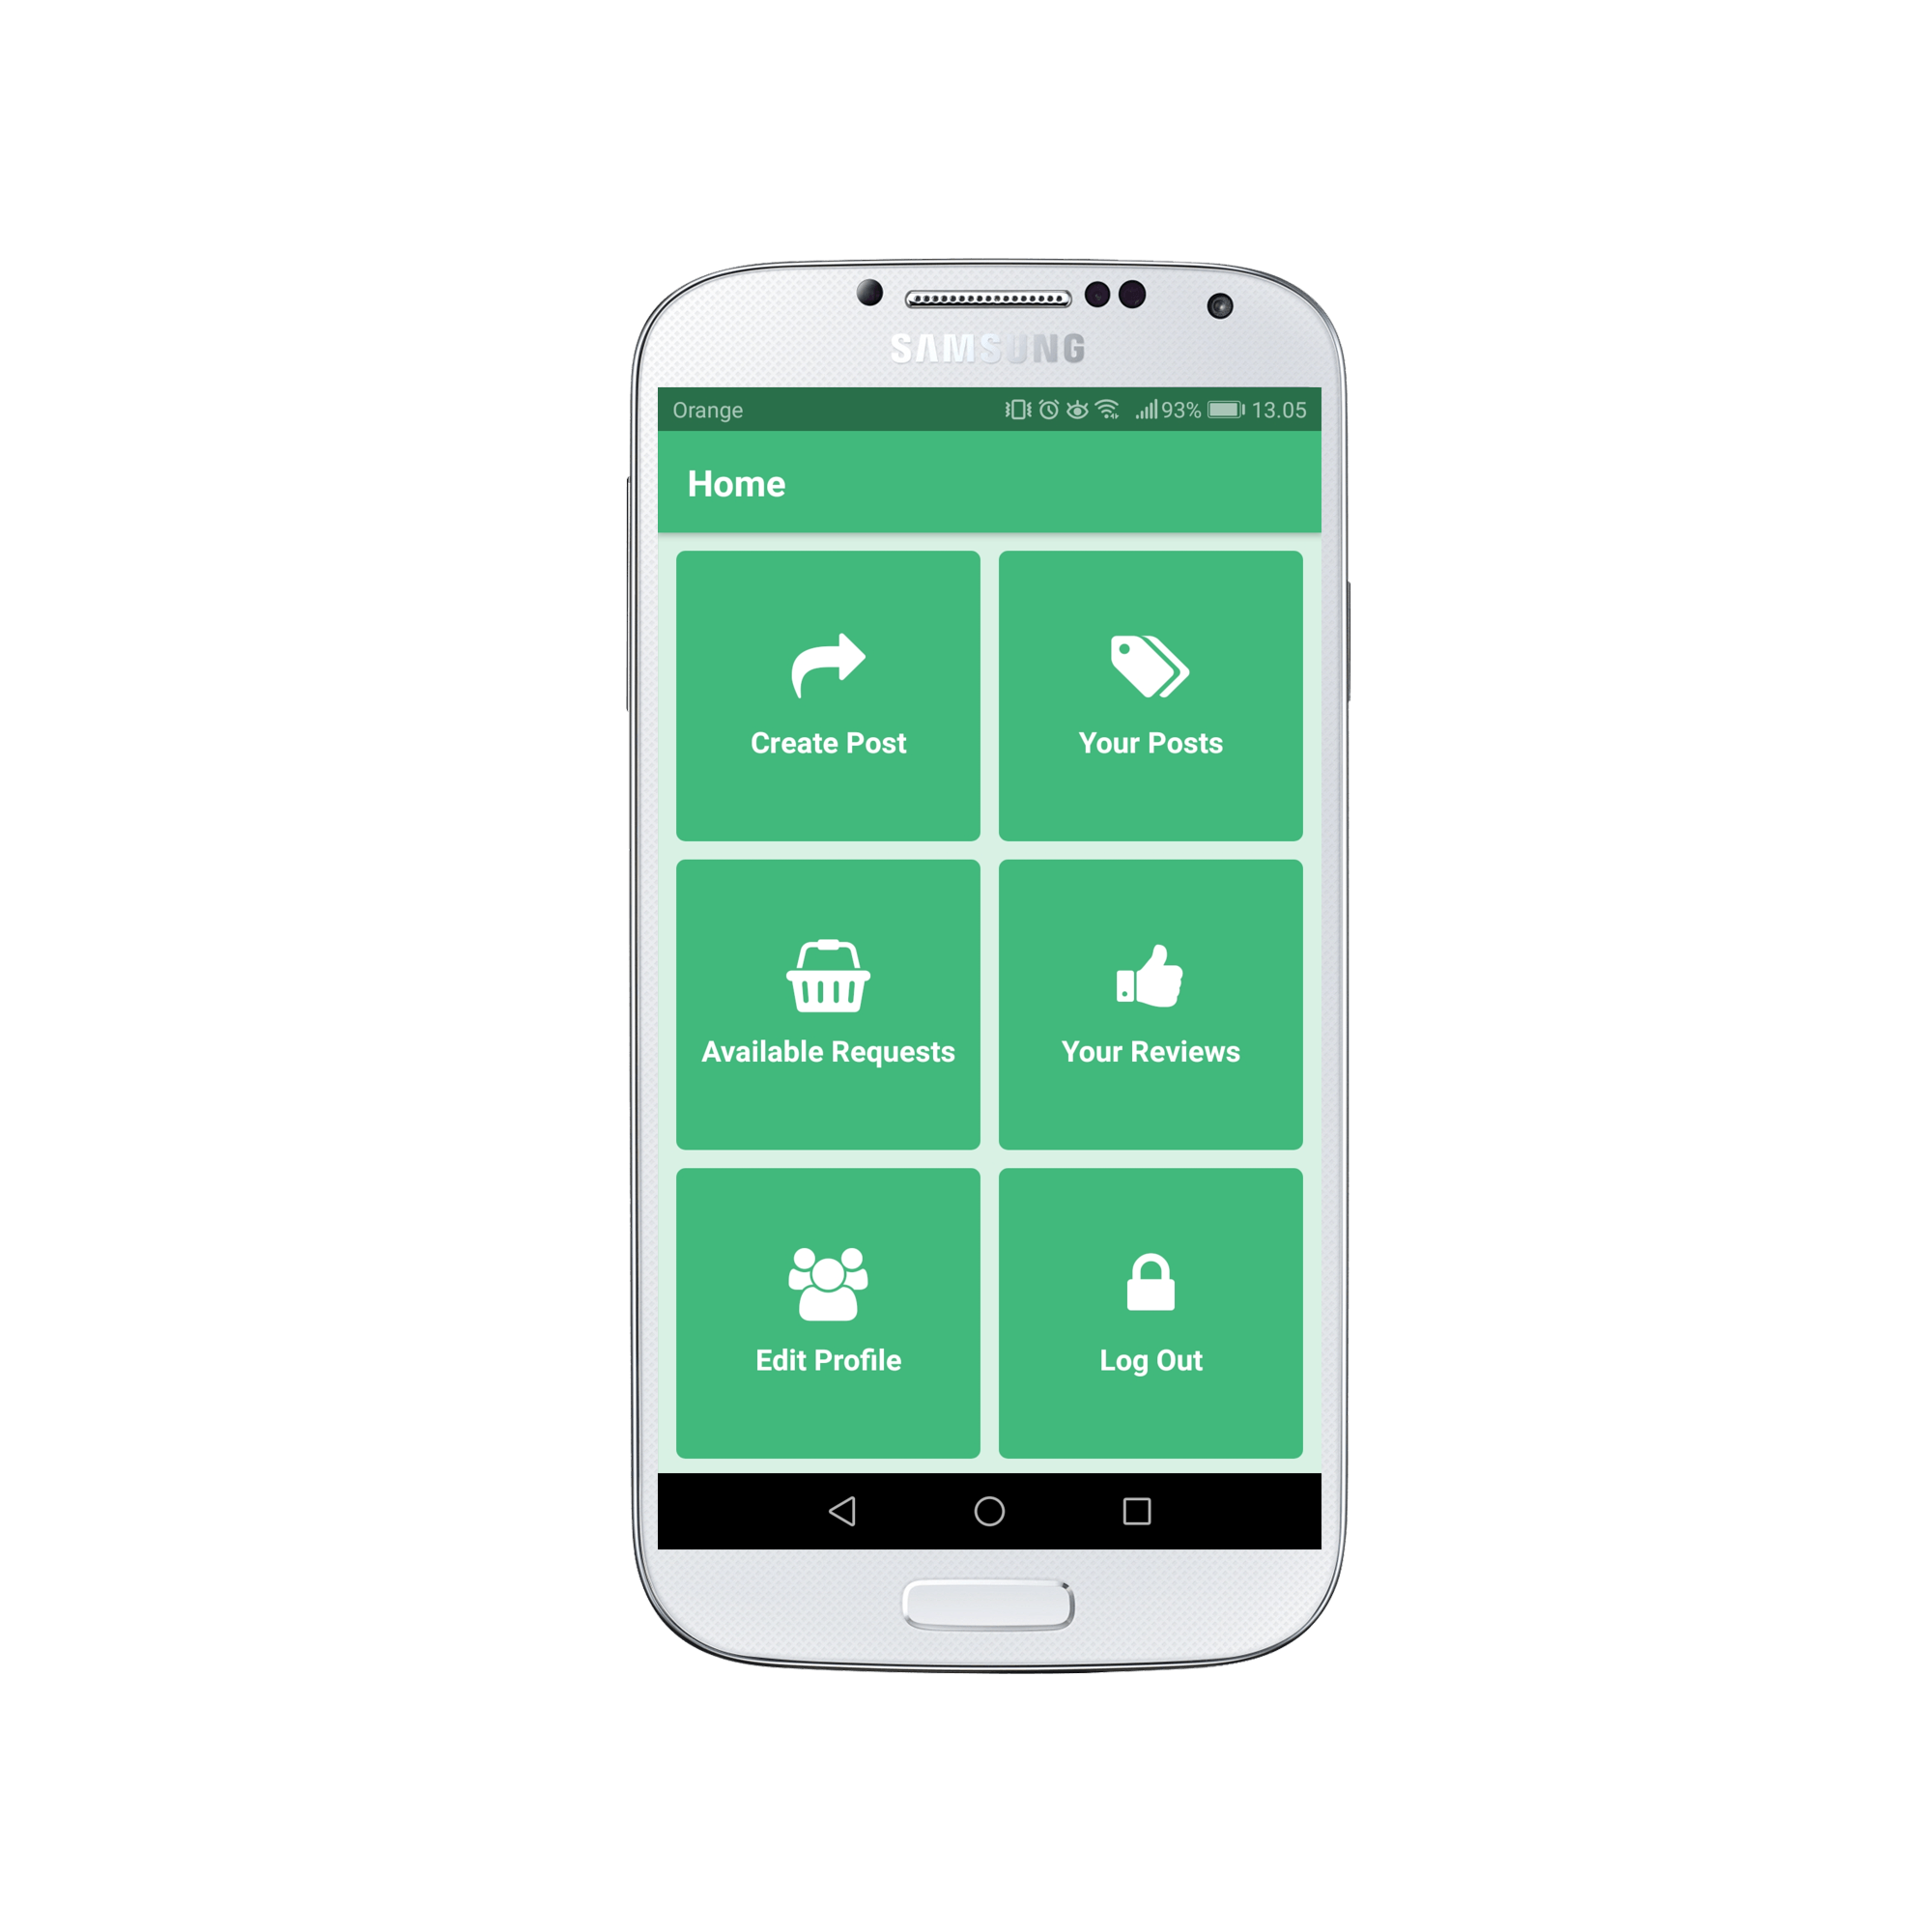 SAMSUNG
Orange 93% 13.05
Home
Create Post Your Posts
Available Requests Your Reviews
Edit Profile Log Out